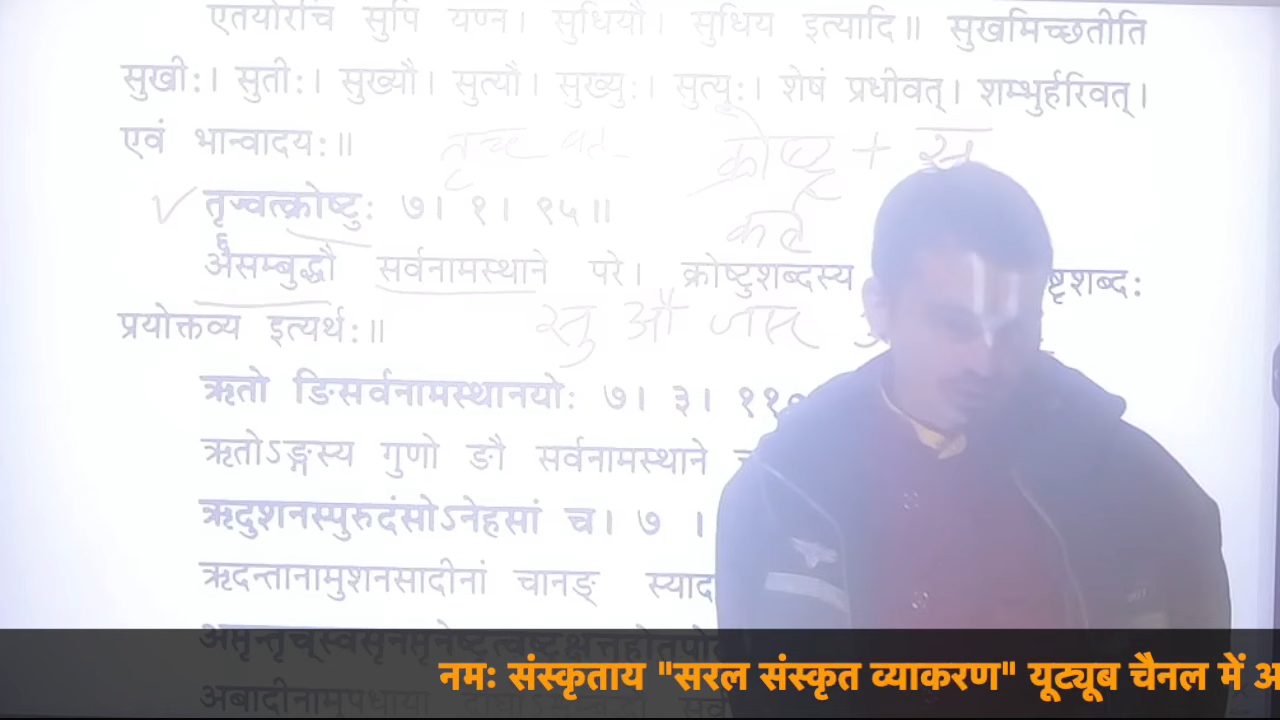 एतयोरचि सुपि यण्न। सुधियौ। सुधिय इत्यादि॥ सुखमिच्छतीति
सुखीः। सुतीः। सुख्यौ। सुत्यौ। सुख्युः। सुत्युः। शेषं प्रधीवत्। शम्भुर्हरिवत्।
एवं भान्वादयः॥
क्रोष्टृ + स
तृज्वत्क्रोष्टुः ७। १। ९५॥
असम्बुद्धौ सर्वनामस्थाने परे। क्रोष्टुशब्दस्य
प्रयोक्तव्य इत्यर्थः॥
सु औ जस्
ऋतो ङिसर्वनामस्थानयोः ७। ३। ११०
ऋतोऽङ्गस्य गुणो ङौ सर्वनामस्थाने
ऋदुशनस्पुरुदंसोऽनेहसां च। ७ ।
ऋदन्तानामुशनसादीनां चानङ्
नमः संस्कृताय "सरल संस्कृत व्याकरण" यूट्यूब चैनल में